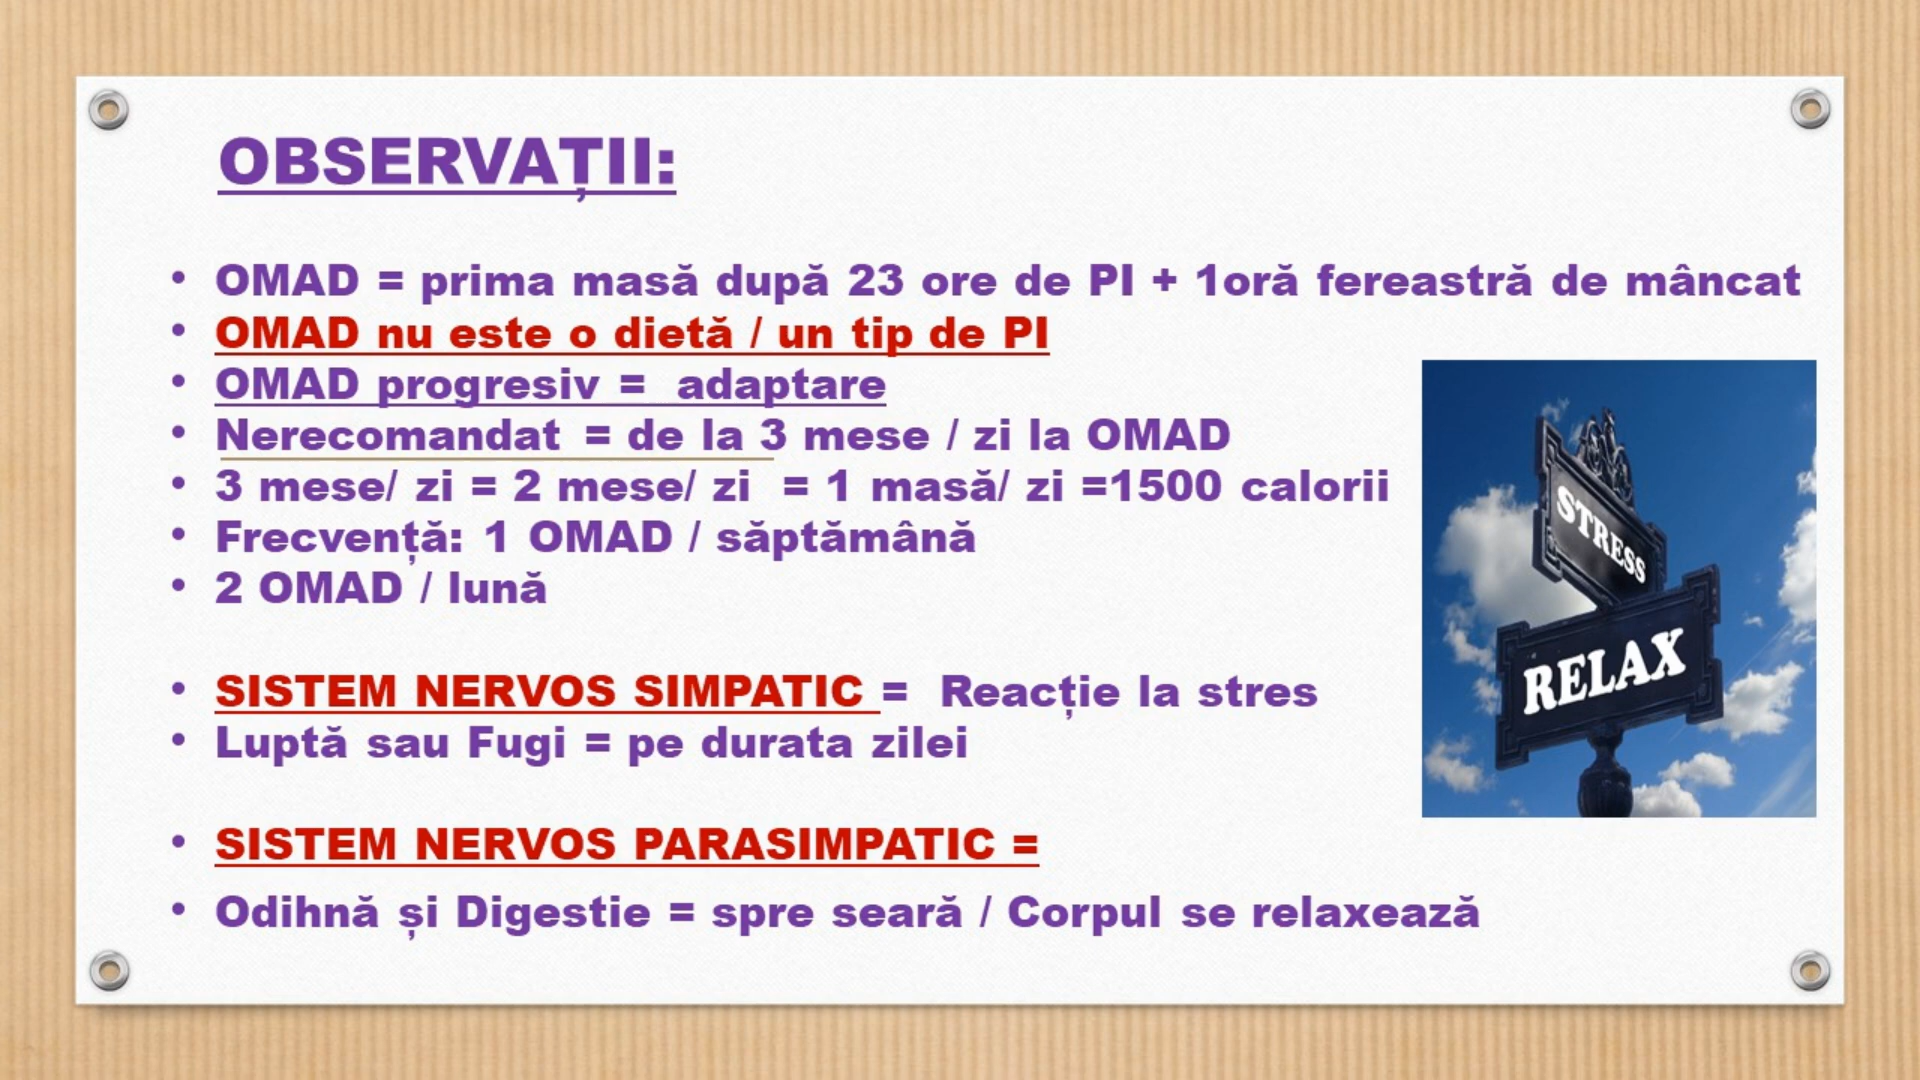 OBSERVAȚII:
• OMAD = prima masă după 23 ore de PI + 1oră fereastră de mâncat
• OMAD nu este o dietă / un tip de PI
• OMAD progresiv = adaptare
• Nerecomandat = de la 3 mese / zi la OMAD
• 3 mese/ zi = 2 mese/ zi = 1 masă/ zi =1500 calorii
• Frecvență: 1 OMAD / săptămână
• 2 OMAD / lună
STRESS
RELAX
• SISTEM NERVOS SIMPATIC = Reacție la stres
• Luptă sau Fugi = pe durata zilei
• SISTEM NERVOS PARASIMPATIC =
• Odihnă și Digestie = spre seară / Corpul se relaxează